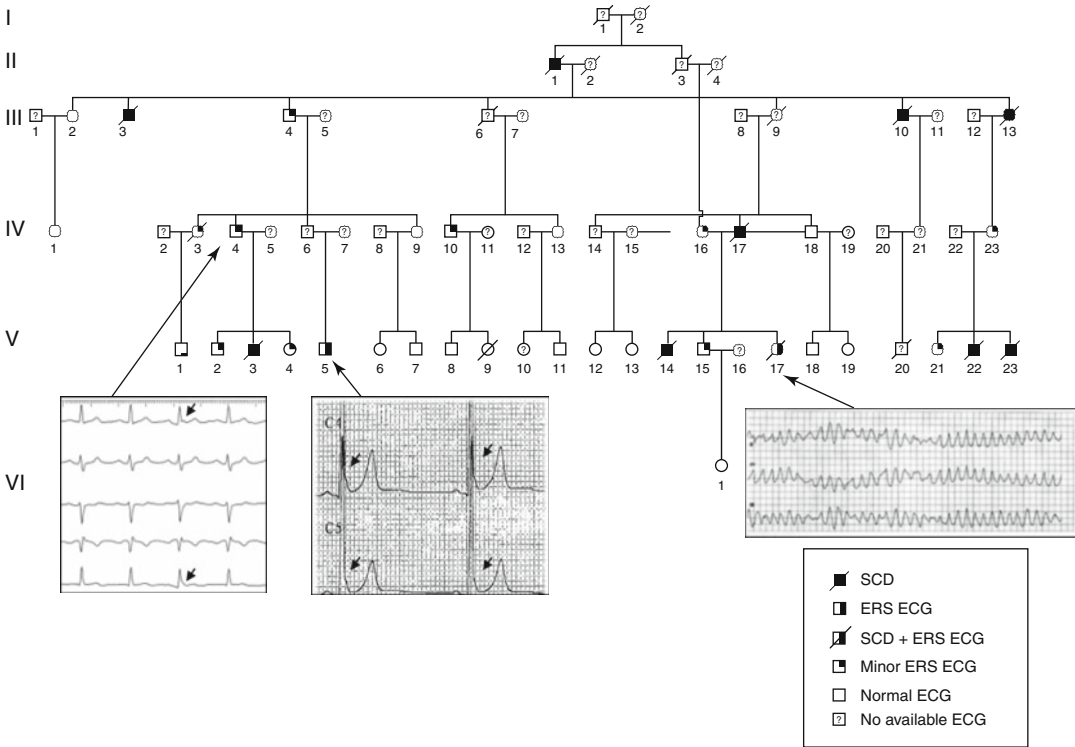 I
? ?
1 2
II
? ? ?
1 2 3 4
III
? ? ? ? ? ? ? ?
1 2 3 4 5 6 7 8 9 10 11 12 13
IV
? ? ? ? ? ? ? ? ? ? ? ? ? ? ?
1 2 3 4 5 6 7 8 9 10 11 12 13 14 15 16 17 18 19 20 21 22 23
V
? ? ?
1 2 3 4 5 6 7 8 9 10 11 12 13 14 15 16 17 18 19 20 21 22 23
C4
C5
VI
1
SCD
ERS ECG
SCD + ERS ECG
Minor ERS ECG
Normal ECG
? No available ECG